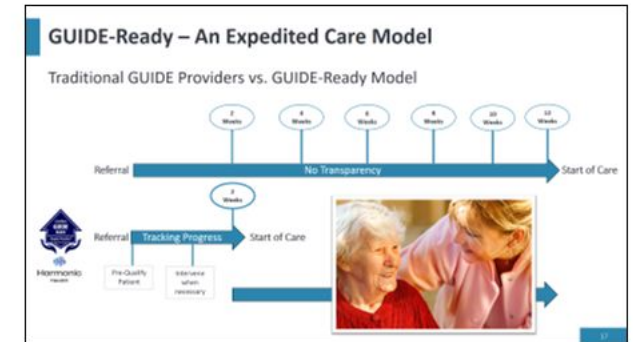 GUIDE-Ready – An Expedited Care Model
Traditional GUIDE Providers vs. GUIDE-Ready Model
2 Weeks
4 Weeks
6 Weeks
8 Weeks
10 Weeks
12 Weeks
Referral
No Transparency
Start of Care
2 Weeks
Referral
Tracking Progress
Start of Care
Harmonic
Health
Pre-Qualify
Patient
Intervene
when
necessary
17